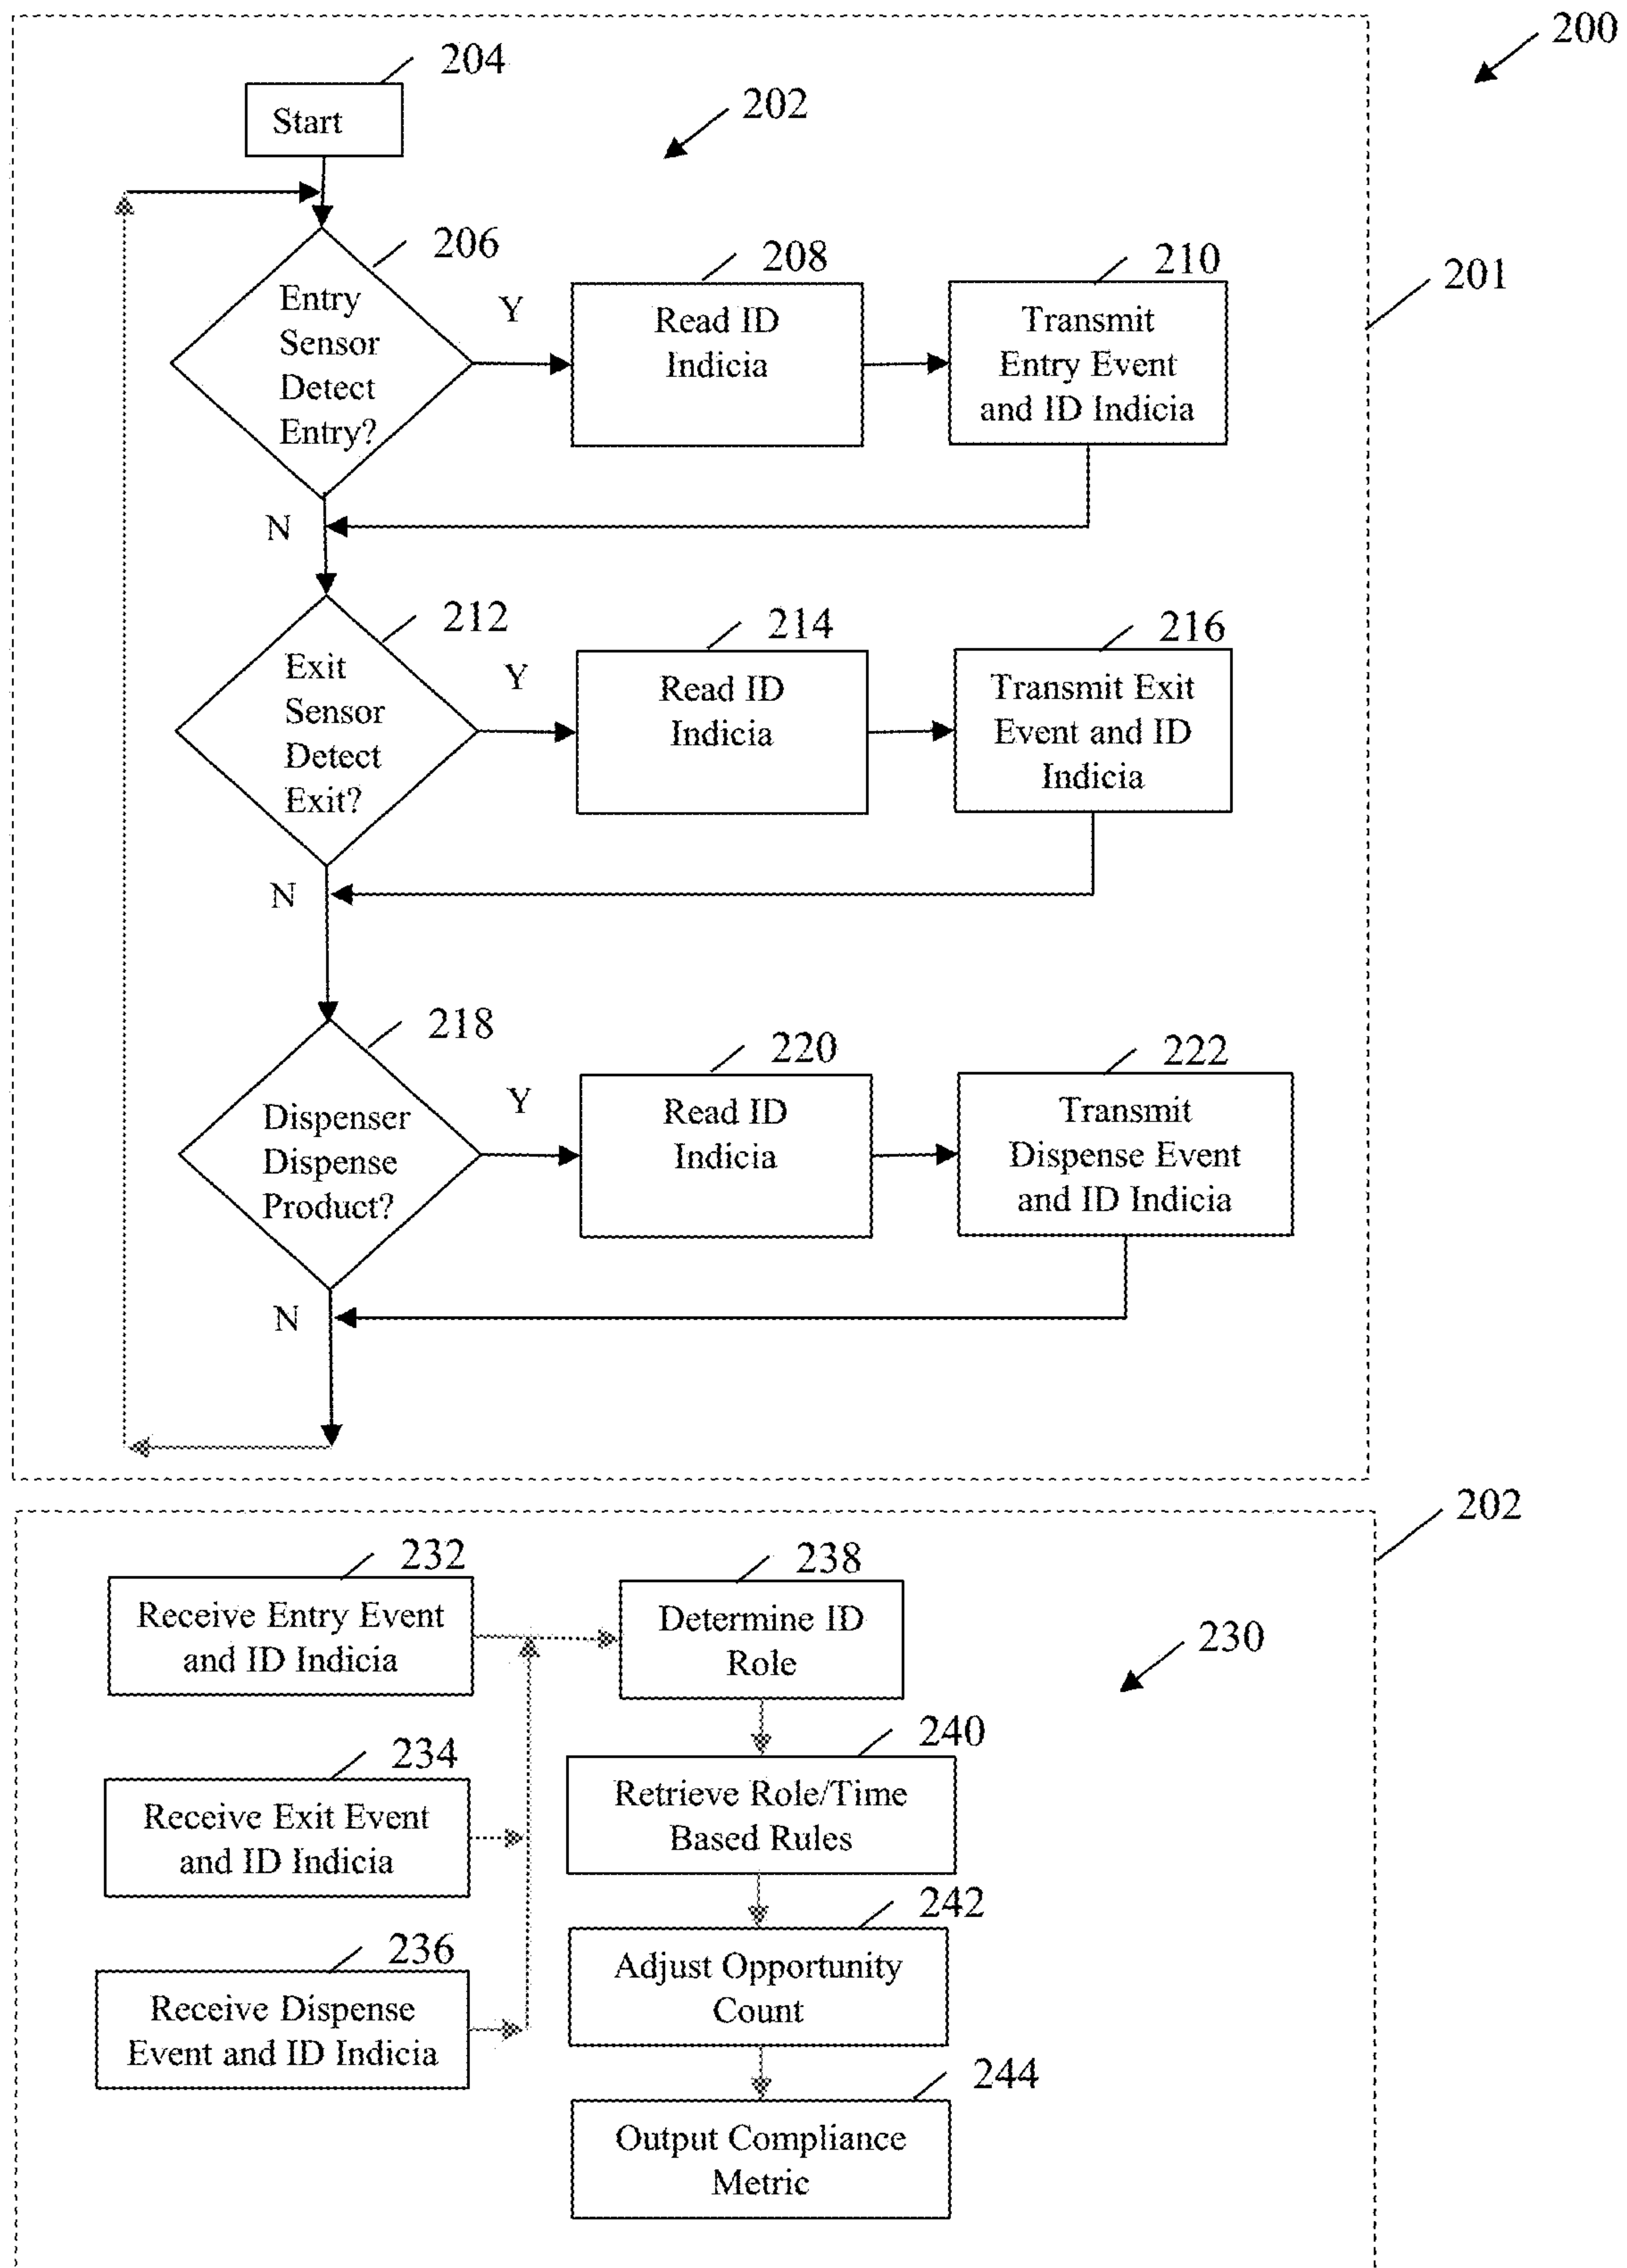 200
204
Start
202
206
Entry
Sensor
Detect
Entry?
Y
208
Read ID
Indicia
210
Transmit
Entry Event
and ID Indicia
201
N
212
Exit
Sensor
Detect
Exit?
Y
214
Read ID
Indicia
216
Transmit Exit
Event and ID
Indicia
N
218
Dispenser
Dispense
Product?
Y
220
Read ID
Indicia
222
Transmit
Dispense Event
and ID Indicia
N
202
232
Receive Entry Event
and ID Indicia
238
Determine ID
Role
230
234
Receive Exit Event
and ID Indicia
240
Retrieve Role/Time
Based Rules
236
Receive Dispense
Event and ID Indicia
242
Adjust Opportunity
Count
244
Output Compliance
Metric